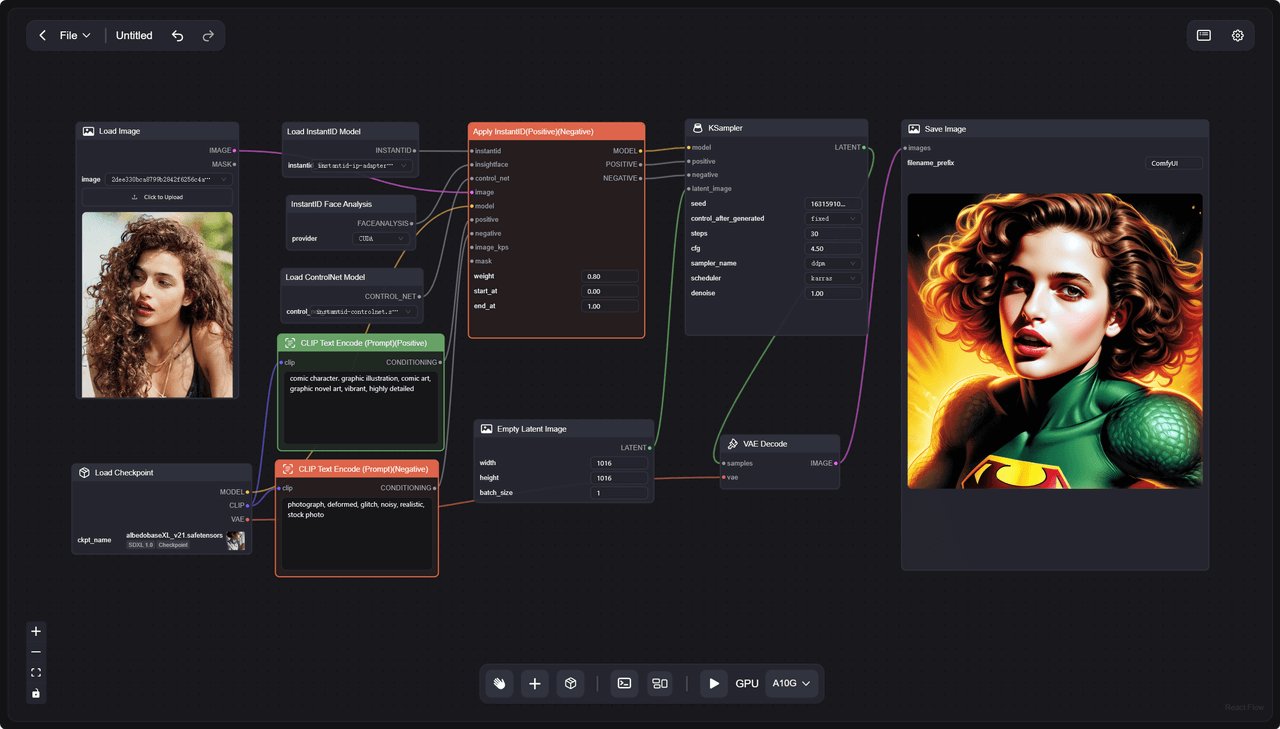 File
Untitled
Load Image
IMAGE
MASK
image
Click to Upload
Load InstantID Model
INSTANTID
instantid-ip-adapter...
InstantID Face Analysis
FACEANALYSIS
provider CUDA
Load ControlNet Model
CONTROL_NET
control_ instantid-controlnet.s...
CLIP Text Encode (Prompt)(Positive)
clip CONDITIONING
comic character. graphic illustration, comic art,
graphic novel art, vibrant, highly detailed
Load Checkpoint
MODEL
CLIP
VAE
ckpt_name albedobaseXL_v21.safetensors
SDXL 1.0 Checkpoint
CLIP Text Encode (Prompt)(Negative)
clip CONDITIONING
photograph, deformed, glitch, noisy, realistic,
stock photo
Apply InstantID(Positive)(Negative)
instantid MODEL
insightface POSITIVE
control_net NEGATIVE
image
model
positive
negative
image_kps
mask
weight 0.80
start_at 0.00
end_at 1.00
Empty Latent Image
LATENT
width 1016
height 1016
batch_size 1
KSampler
model LATENT
positive
negative
latent_image
seed 16315910...
control_after_generated fixed
steps 30
cfg 4.50
sampler_name ddpm
scheduler karras
denoise 1.00
VAE Decode
samples IMAGE
vae
Save Image
images
filename_prefix ComfyUI
GPU
A10G
React Flow